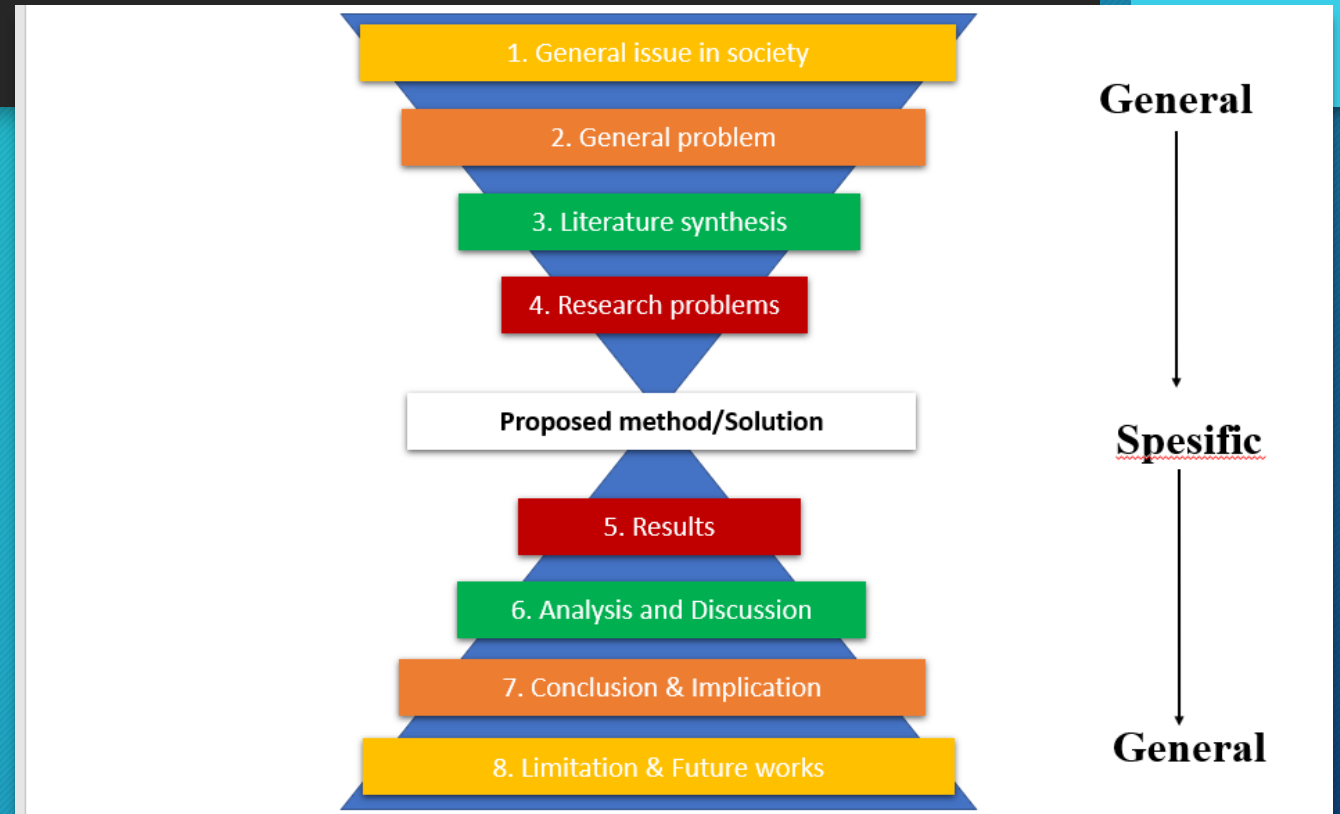 1. General issue in society
General
2. General problem
3. Literature synthesis
4. Research problems
Proposed method/Solution
Spesific
5. Results
6. Analysis and Discussion
7. Conclusion & Implication
General
8. Limitation & Future works